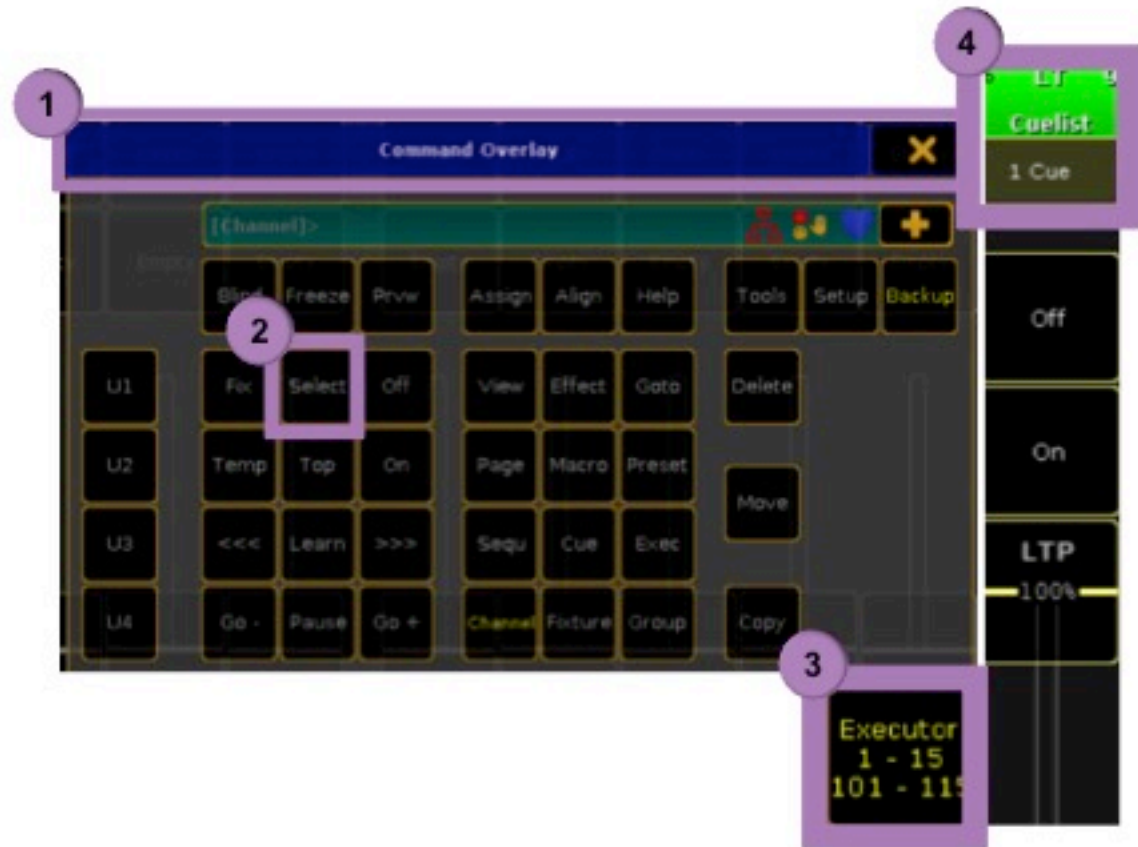 4
1
LT
Cuelist
1 Cue
Command Overlay
[Channel]>
Empty
Blind Freeze Prvw Assign Align Help Tools Setup Backup
2
U1 Fix Select Off View Effect Goto Delete
U2 Temp Top On Page Macro Preset
Move
U3 <<< Learn >>> Sequ Cue Exec
U4 Go - Pause Go + Channel Fixture Group Copy
Off
On
LTP
100%
3
Executor
1 - 15
101 - 115